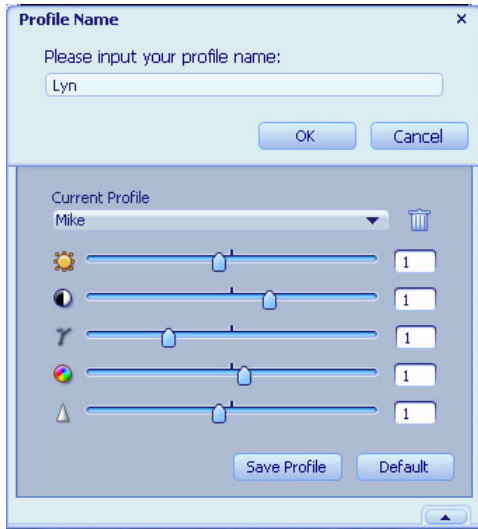 Profile Name
Please input your profile name:
Lyn
OK Cancel
Current Profile
Mike
1
1
1
1
1
Save Profile Default